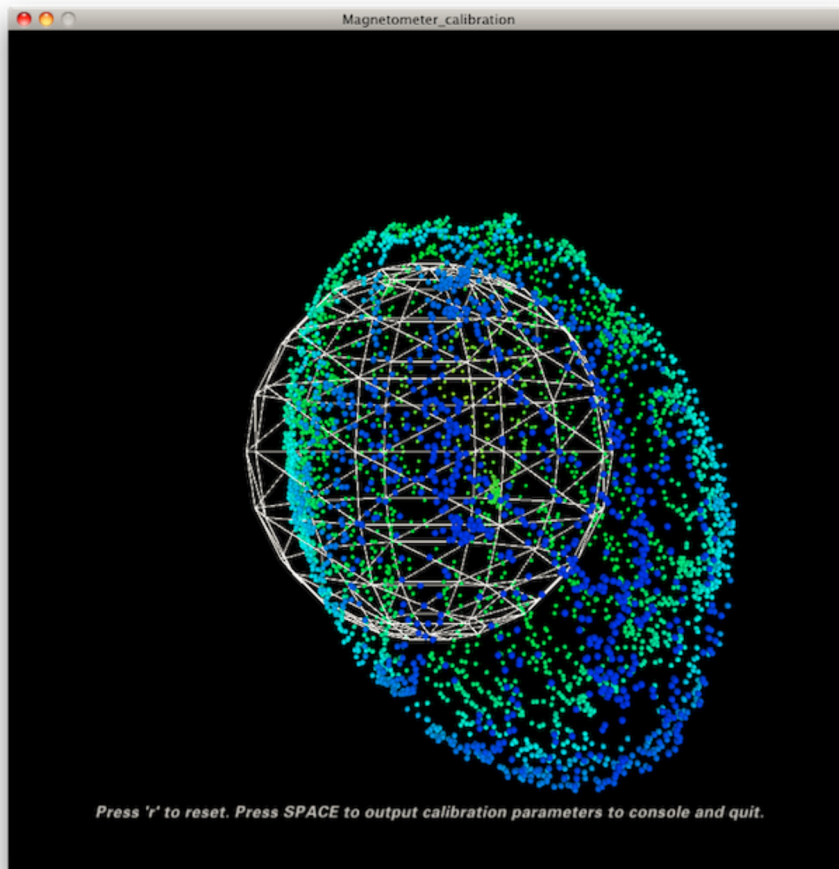 Magnetometer_calibration
Press 'r' to reset. Press SPACE to output calibration parameters to console and quit.